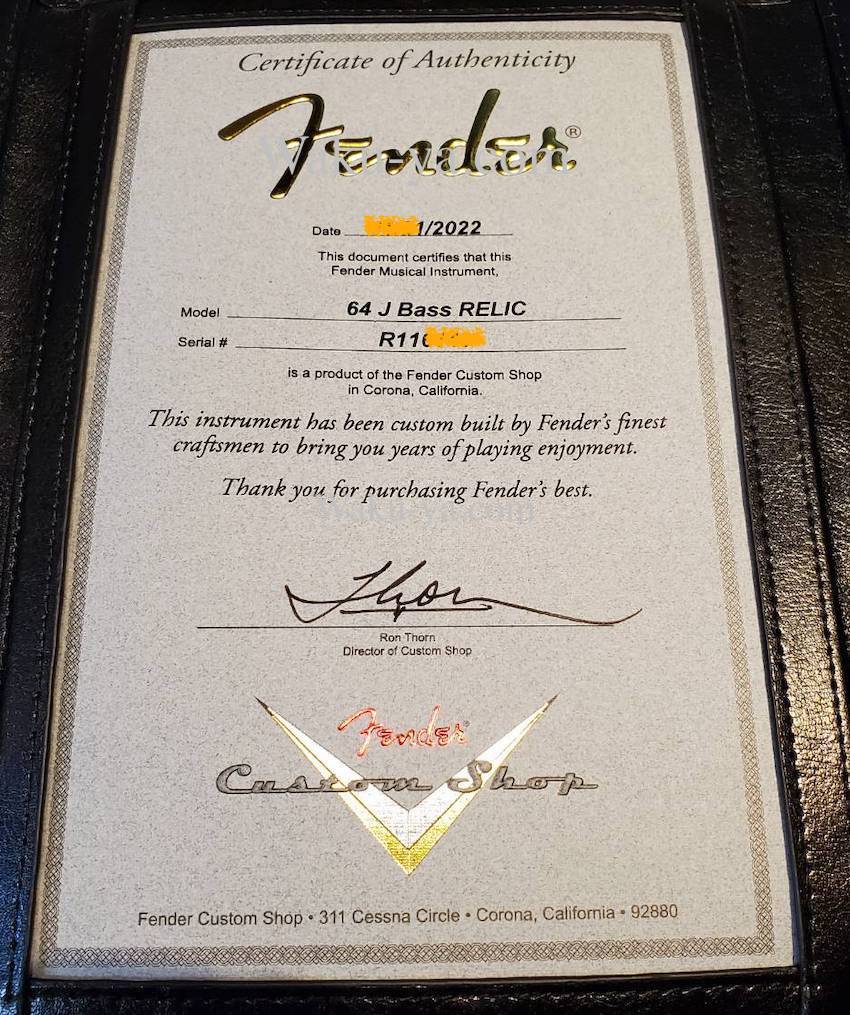 Certificate of Authenticity
Fender®
Date 1/2022
This document certifies that this
Fender Musical Instrument,
Model 64 J Bass RELIC
Serial # R11
is a product of the Fender Custom Shop
in Corona, California.
This instrument has been custom built by Fender's finest
craftsmen to bring you years of playing enjoyment.
Thank you for purchasing Fender's best.
Thorn
Ron Thorn
Director of Custom Shop
Fender®
Custom Shop
Fender Custom Shop • 311 Cessna Circle • Corona, California • 92880